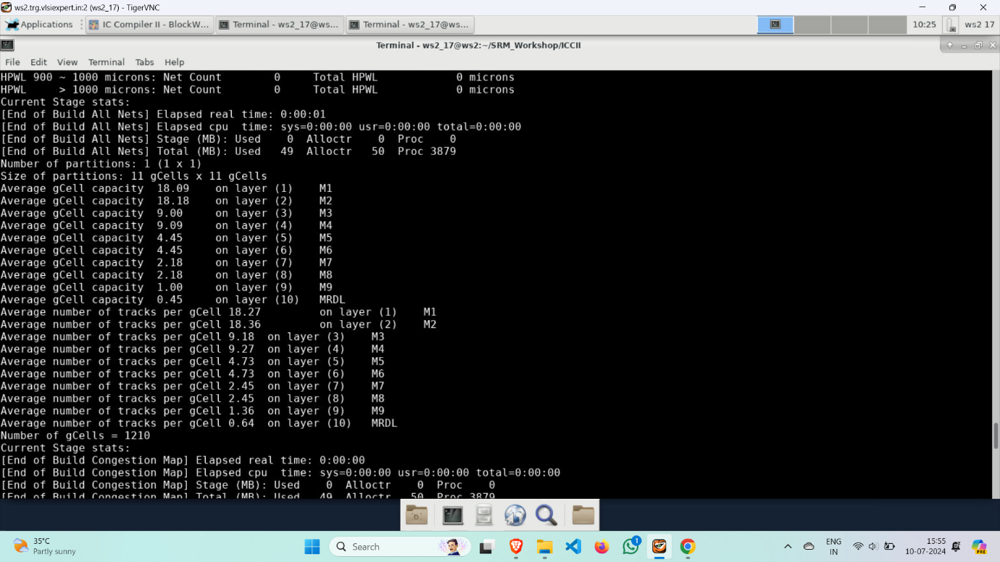 ws2.trg.vlsiexpert.in:2 (ws2_17) - TigerVNC
Applications IC Compiler II - BlockW... Terminal - ws2_17@ws... Terminal - ws2_17@ws... 10:25 ws2 17
Terminal - ws2_17@ws2:~/SRM_Workshop/ICCII
File Edit View Terminal Tabs Help
HPWL 900 ~ 1000 microns: Net Count 0 Total HPWL 0 microns
HPWL > 1000 microns: Net Count 0 Total HPWL 0 microns
Current Stage stats:
[End of Build All Nets] Elapsed real time: 0:00:01
[End of Build All Nets] Elapsed cpu time: sys=0:00:00 usr=0:00:00 total=0:00:00
[End of Build All Nets] Stage (MB): Used 0 Alloctr 0 Proc 0
[End of Build All Nets] Total (MB): Used 49 Alloctr 50 Proc 3879
Number of partitions: 1 (1 x 1)
Size of partitions: 11 gCells x 11 gCells
Average gCell capacity 18.09 on layer (1) M1
Average gCell capacity 18.18 on layer (2) M2
Average gCell capacity 9.00 on layer (3) M3
Average gCell capacity 9.09 on layer (4) M4
Average gCell capacity 4.45 on layer (5) M5
Average gCell capacity 4.45 on layer (6) M6
Average gCell capacity 2.18 on layer (7) M7
Average gCell capacity 2.18 on layer (8) M8
Average gCell capacity 1.00 on layer (9) M9
Average gCell capacity 0.45 on layer (10) MRDL
Average number of tracks per gCell 18.27 on layer (1) M1
Average number of tracks per gCell 18.36 on layer (2) M2
Average number of tracks per gCell 9.18 on layer (3) M3
Average number of tracks per gCell 9.27 on layer (4) M4
Average number of tracks per gCell 4.73 on layer (5) M5
Average number of tracks per gCell 4.73 on layer (6) M6
Average number of tracks per gCell 2.45 on layer (7) M7
Average number of tracks per gCell 2.45 on layer (8) M8
Average number of tracks per gCell 1.36 on layer (9) M9
Average number of tracks per gCell 0.64 on layer (10) MRDL
Number of gCells = 1210
Current Stage stats:
[End of Build Congestion Map] Elapsed real time: 0:00:00
[End of Build Congestion Map] Elapsed cpu time: sys=0:00:00 usr=0:00:00 total=0:00:00
[End of Build Congestion Map] Stage (MB): Used 0 Alloctr 0 Proc 0
[End of Build Congestion Map] Total (MB): Used 49 Alloctr 50 Proc 3879
35°C
Partly sunny
Search
1
ENG
IN
15:55
10-07-2024
PRE